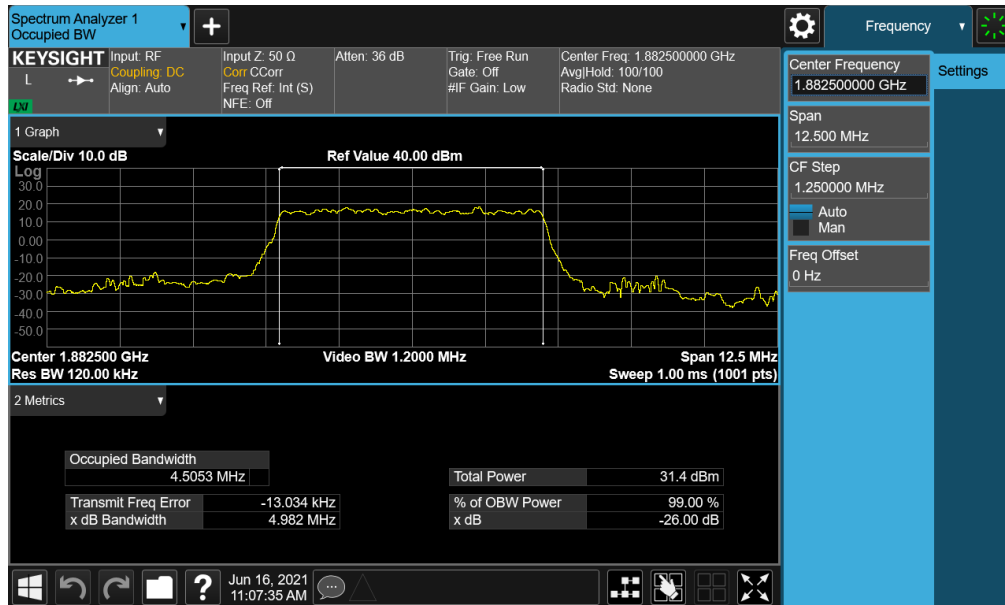 Spectrum Analyzer 1
Occupied BW
+
Frequency
KEYSIGHT
L
LXI
Input: RF
Coupling: DC
Align: Auto
Input Z: 50 Ω
Corr CCorr
Freq Ref: Int (S)
NFE: Off
Atten: 36 dB
Trig: Free Run
Gate: Off
#IF Gain: Low
Center Freq: 1.882500000 GHz
Avg|Hold: 100/100
Radio Std: None
Center Frequency
1.882500000 GHz
Settings
Span
12.500 MHz
CF Step
1.250000 MHz
Auto
Man
Freq Offset
0 Hz
1 Graph
Scale/Div 10.0 dB
Ref Value 40.00 dBm
Log
30.0
20.0
10.0
0.00
-10.0
-20.0
-30.0
-40.0
-50.0
Center 1.882500 GHz
Video BW 1.2000 MHz
Span 12.5 MHz
Res BW 120.00 kHz
Sweep 1.00 ms (1001 pts)
2 Metrics
Occupied Bandwidth
4.5053 MHz
Total Power 31.4 dBm
Transmit Freq Error -13.034 kHz
% of OBW Power 99.00 %
x dB Bandwidth 4.982 MHz
x dB -26.00 dB
?
Jun 16, 2021
11:07:35 AM